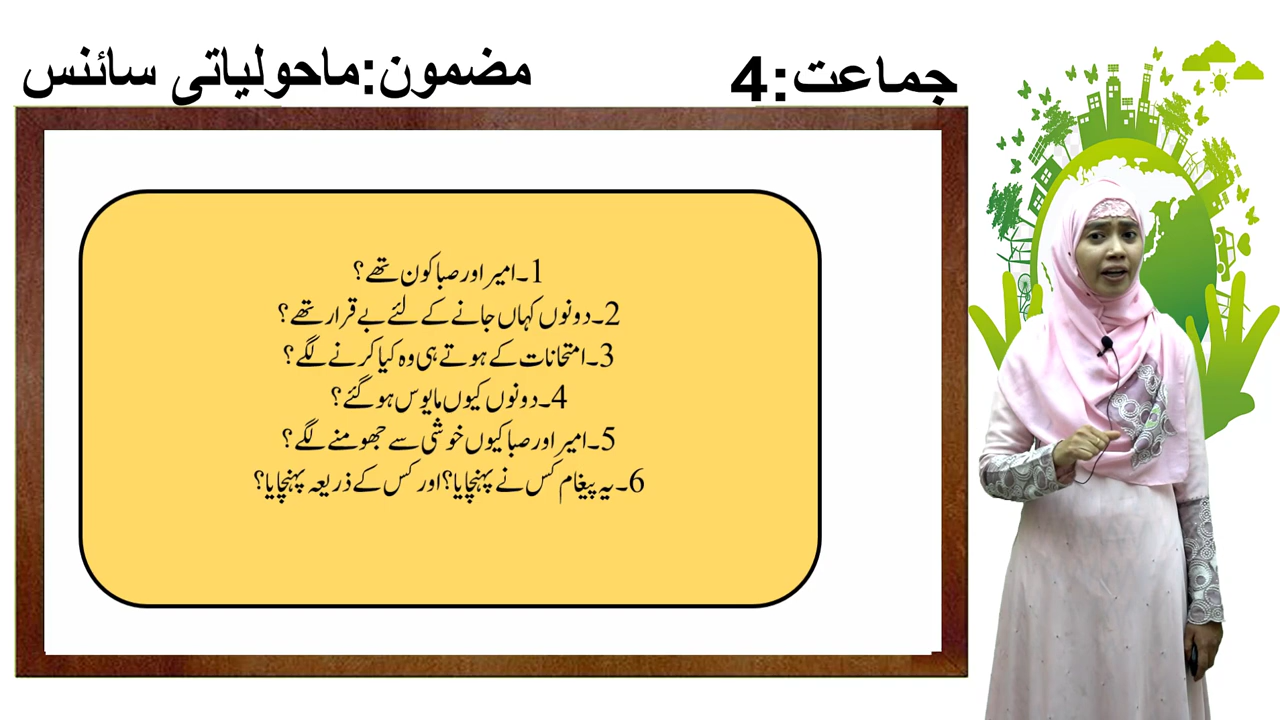 جماعت:4
مضمون:ماحولیاتی سائنس
1۔امیر اور صبا کون تھے؟
2۔دونوں کہاں جانے کے لئے بے قرار تھے؟
3۔امتحانات کے ہوتے ہی وہ کیا کرنے لگے؟
4۔دونوں کیوں مایوس ہوگئے؟
5۔امیر اور صبا کیوں خوشی سے جھومنے لگے؟
6۔یہ پیغام کس نے پہنچایا؟اور کس کے ذریعہ پہنچایا؟